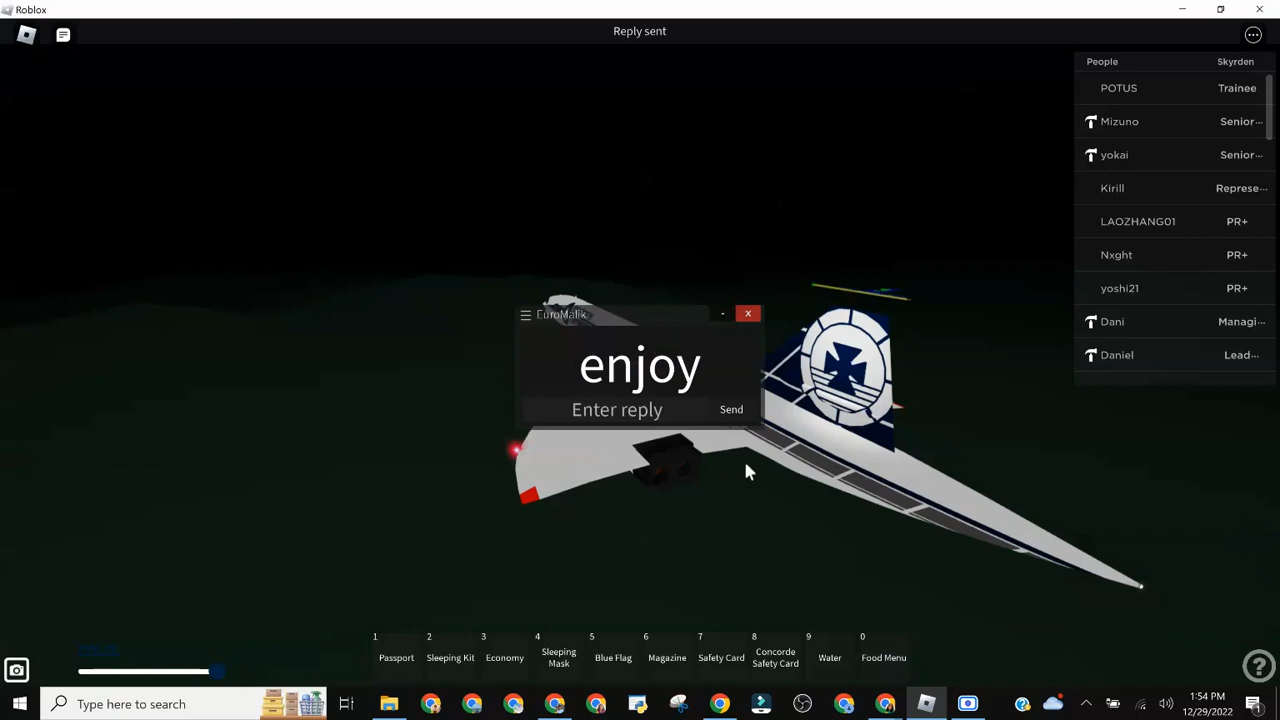 Roblox
Reply sent
People Skyrden
POTUS Trainee
Mizuno Senior...
yokai Senior...
Kirill Represe...
LAOZHANG01 PR+
Nxght PR+
yoshi21 PR+
Dani Managi...
Daniel Lead...
EuroMalik
enjoy
Enter reply Send
1 2 3 4 5 6 7 8 9 0
Passport
Sleeping Kit
Economy
Sleeping
Mask
Blue Flag
Magazine
Safety Card
Concorde
Safety Card
Water
Food Menu
Type here to search
1:54 PM
12/29/2022